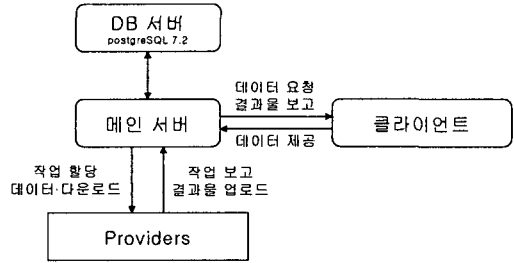 DB 서버
postgreSQL 7.2
데이터 요청
결과물 보고
메인 서버
클라이언트
데이터 제공
작업 할당
데이터·다운로드
작업 보고
결과물 업로드
Providers